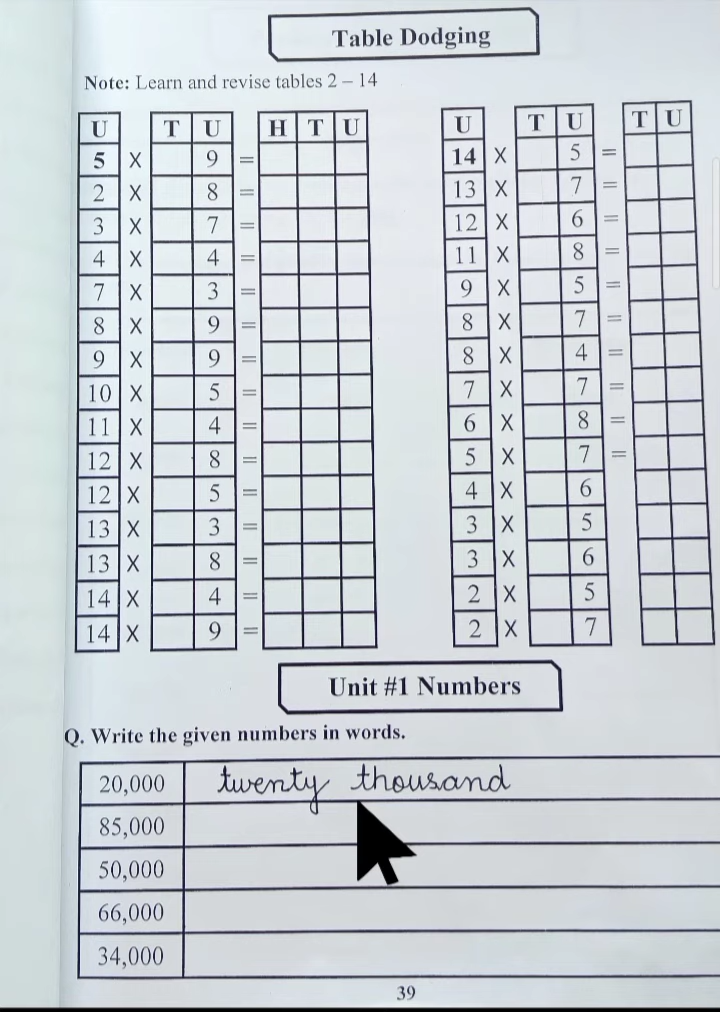 Table Dodging
Note: Learn and revise tables 2 – 14
U T U H T U
5 X 9 =
2 X 8 =
3 X 7 =
4 X 4 =
7 X 3 =
8 X 9 =
9 X 9 =
10 X 5 =
11 X 4 =
12 X 8 =
12 X 5 =
13 X 3 =
13 X 8 =
14 X 4 =
14 X 9 =
U T U T U
14 X 5 =
13 X 7 =
12 X 6 =
11 X 8 =
9 X 5 =
8 X 7 =
8 X 4 =
7 X 7 =
6 X 8 =
5 X 7 =
4 X 6
3 X 5
3 X 6
2 X 5
2 X 7
Unit #1 Numbers
Q. Write the given numbers in words.
20,000 twenty thousand
85,000
50,000
66,000
34,000
39